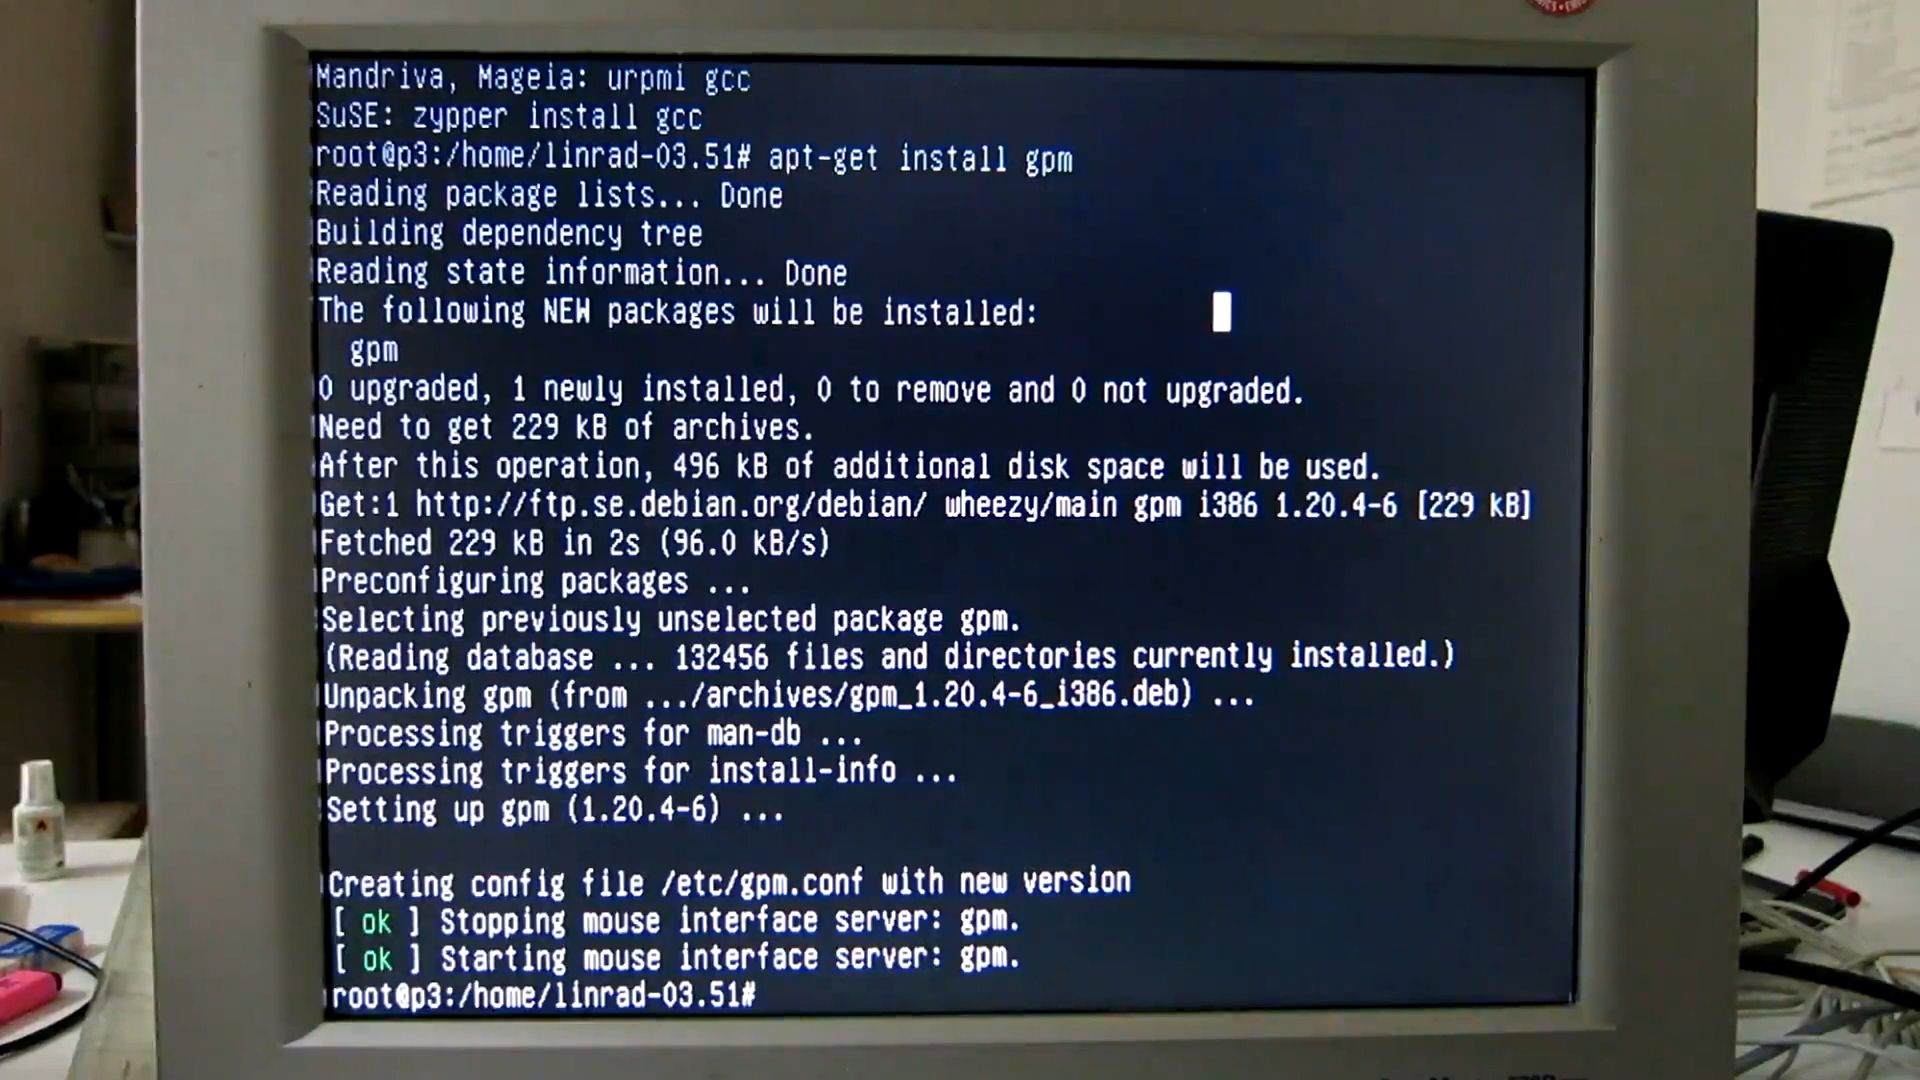 Mandriva, Mageia: urpmi gcc
SuSE: zypper install gcc
root@p3:/home/linrad-03.51# apt-get install gpm
Reading package lists... Done
Building dependency tree
Reading state information... Done
The following NEW packages will be installed:
gpm
0 upgraded, 1 newly installed, 0 to remove and 0 not upgraded.
Need to get 229 kB of archives.
After this operation, 496 kB of additional disk space will be used.
Get:1 http://ftp.se.debian.org/debian/ wheezy/main gpm i386 1.20.4-6 [229 kB]
Fetched 229 kB in 2s (96.0 kB/s)
Preconfiguring packages ...
Selecting previously unselected package gpm.
(Reading database ... 132456 files and directories currently installed.)
Unpacking gpm (from .../archives/gpm_1.20.4-6_i386.deb) ...
Processing triggers for man-db ...
Processing triggers for install-info ...
Setting up gpm (1.20.4-6) ...
Creating config file /etc/gpm.conf with new version
[ ok ] Stopping mouse interface server: gpm.
[ ok ] Starting mouse interface server: gpm.
root@p3:/home/linrad-03.51#